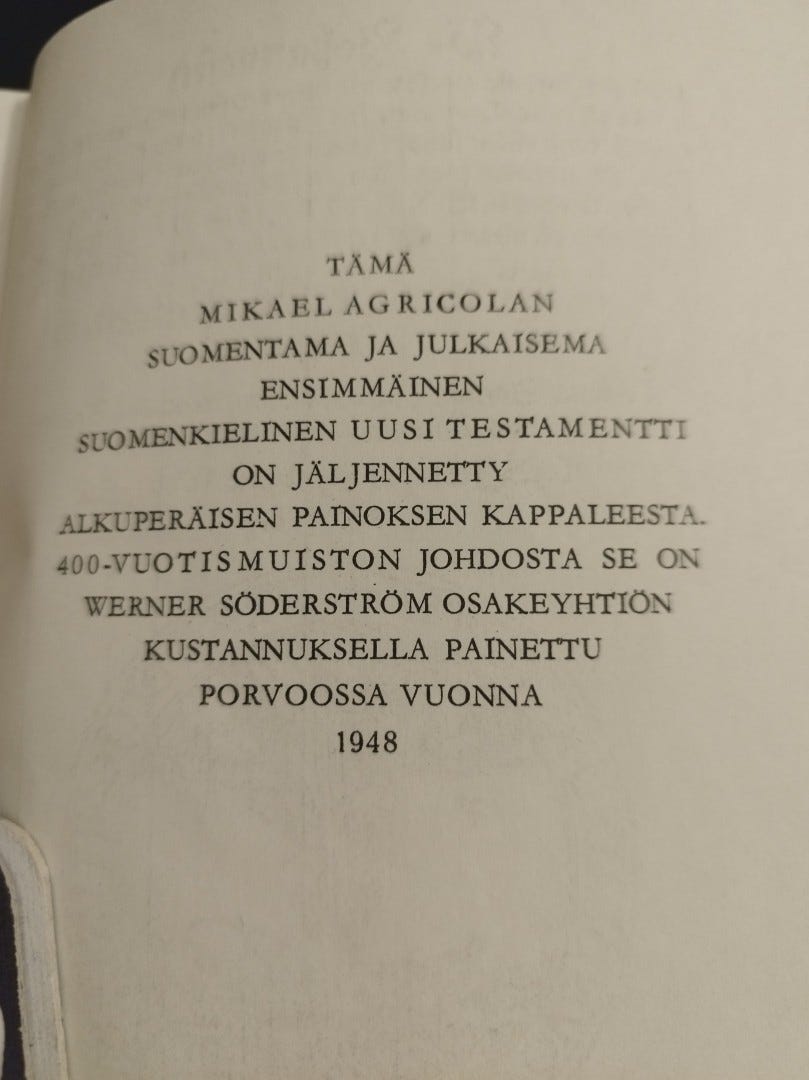 TÄMÄ
MIKAEL AGRICOLAN
SUOMENTAMA JA JULKAISEMA
ENSIMMÄINEN
SUOMENKIELINEN UUSI TESTAMENTTI
ON JÄLJENNETTY
ALKUPERÄISEN PAINOKSEN KAPPALEESTA.
400-VUOTISMUISTON JOHDOSTA SE ON
WERNER SÖDERSTRÖM OSAKEYHTIÖN
KUSTANNUKSELLA PAINETTU
PORVOOSSA VUONNA
1948